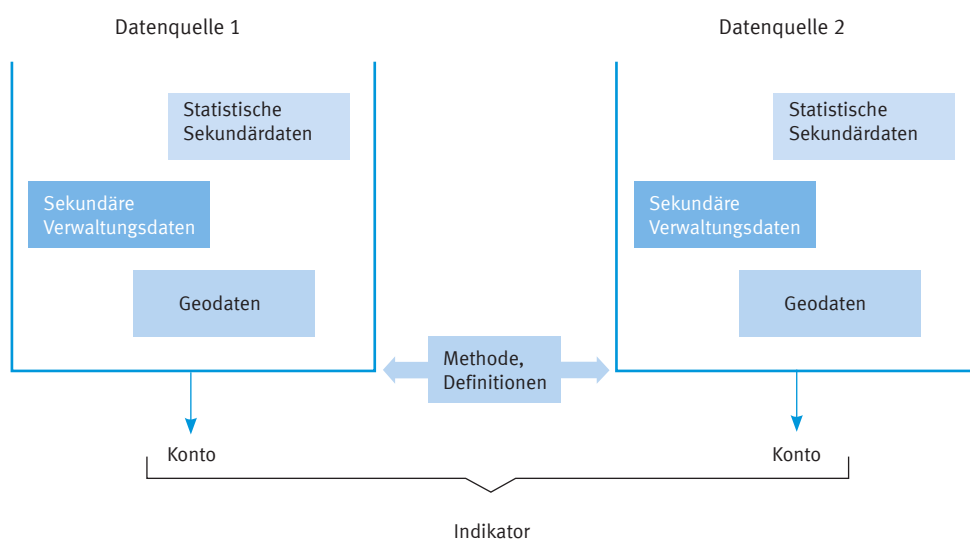 Datenquelle 1
Statistische
Sekundärdaten
Sekundäre
Verwaltungsdaten
Geodaten
Datenquelle 2
Statistische
Sekundärdaten
Sekundäre
Verwaltungsdaten
Geodaten
Methode,
Definitionen
Konto
Konto
Indikator